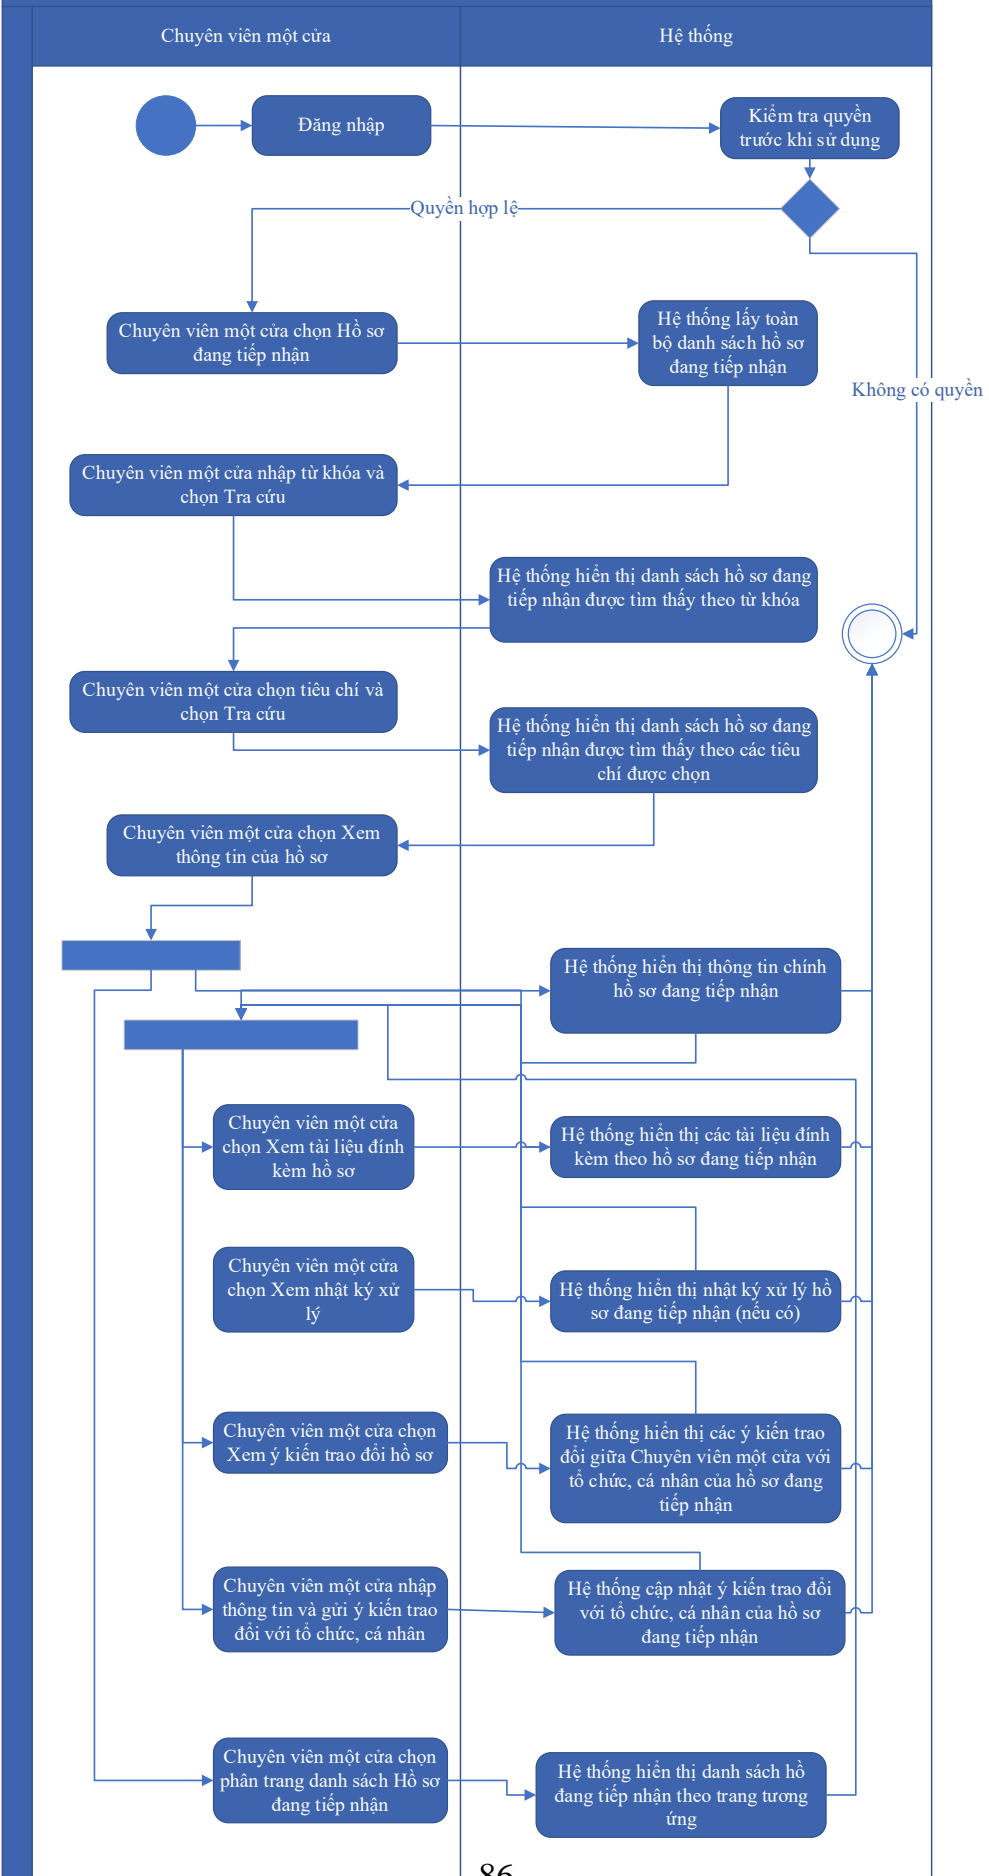 Chuyên viên một cửa
Hệ thống
Đăng nhập
Kiểm tra quyền
trước khi sử dụng
Quyền hợp lệ
Chuyên viên một cửa chọn Hồ sơ
đang tiếp nhận
Hệ thống lấy toàn
bộ danh sách hồ sơ
đang tiếp nhận
Không có quyền
Chuyên viên một cửa nhập từ khóa và
chọn Tra cứu
Hệ thống hiển thị danh sách hồ sơ đang
tiếp nhận được tìm thấy theo từ khóa
Chuyên viên một cửa chọn tiêu chí và
chọn Tra cứu
Hệ thống hiển thị danh sách hồ sơ đang
tiếp nhận được tìm thấy theo các tiêu
chí được chọn
Chuyên viên một cửa chọn Xem
thông tin của hồ sơ
Hệ thống hiển thị thông tin chính
hồ sơ đang tiếp nhận
Chuyên viên một cửa
chọn Xem tài liệu đính
kèm hồ sơ
Hệ thống hiển thị các tài liệu đính
kèm theo hồ sơ đang tiếp nhận
Chuyên viên một cửa
chọn Xem nhật ký xử
lý
Hệ thống hiển thị nhật ký xử lý hồ
sơ đang tiếp nhận (nếu có)
Chuyên viên một cửa chọn
Xem ý kiến trao đổi hồ sơ
Hệ thống hiển thị các ý kiến trao
đổi giữa Chuyên viên một cửa với
tổ chức, cá nhân của hồ sơ đang
tiếp nhận
Chuyên viên một cửa nhập
thông tin và gửi ý kiến trao
đổi với tổ chức, cá nhân
Hệ thống cập nhật ý kiến trao đổi
với tổ chức, cá nhân của hồ sơ
đang tiếp nhận
Chuyên viên một cửa chọn
phân trang danh sách Hồ sơ
đang tiếp nhận
Hệ thống hiển thị danh sách hồ
đang tiếp nhận theo trang tương
ứng
86